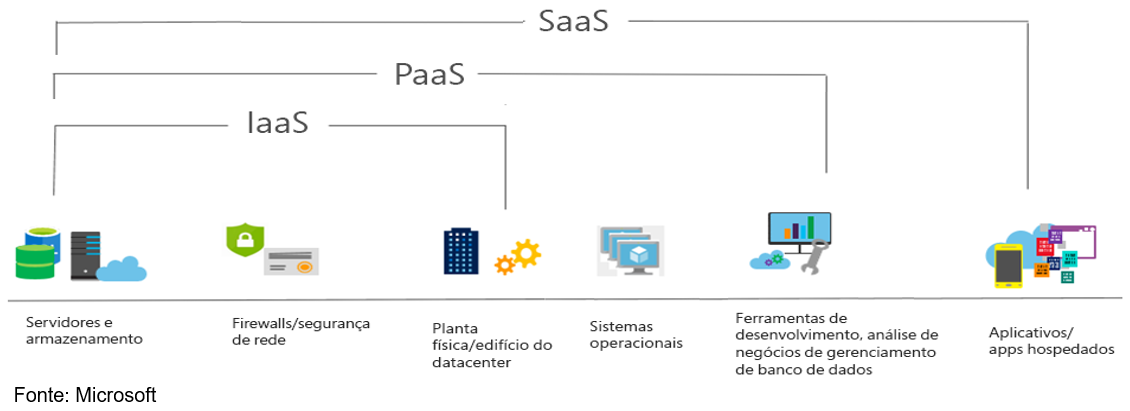 SaaS
PaaS
IaaS
Servidores e
armazenamento
Firewalls/segurança
de rede
Planta
física/edifício do
datacenter
Sistemas
operacionais
Ferramentas de
desenvolvimento, análise de
negócios de gerenciamento
de banco de dados
Aplicativos/
apps hospedados
Fonte: Microsoft